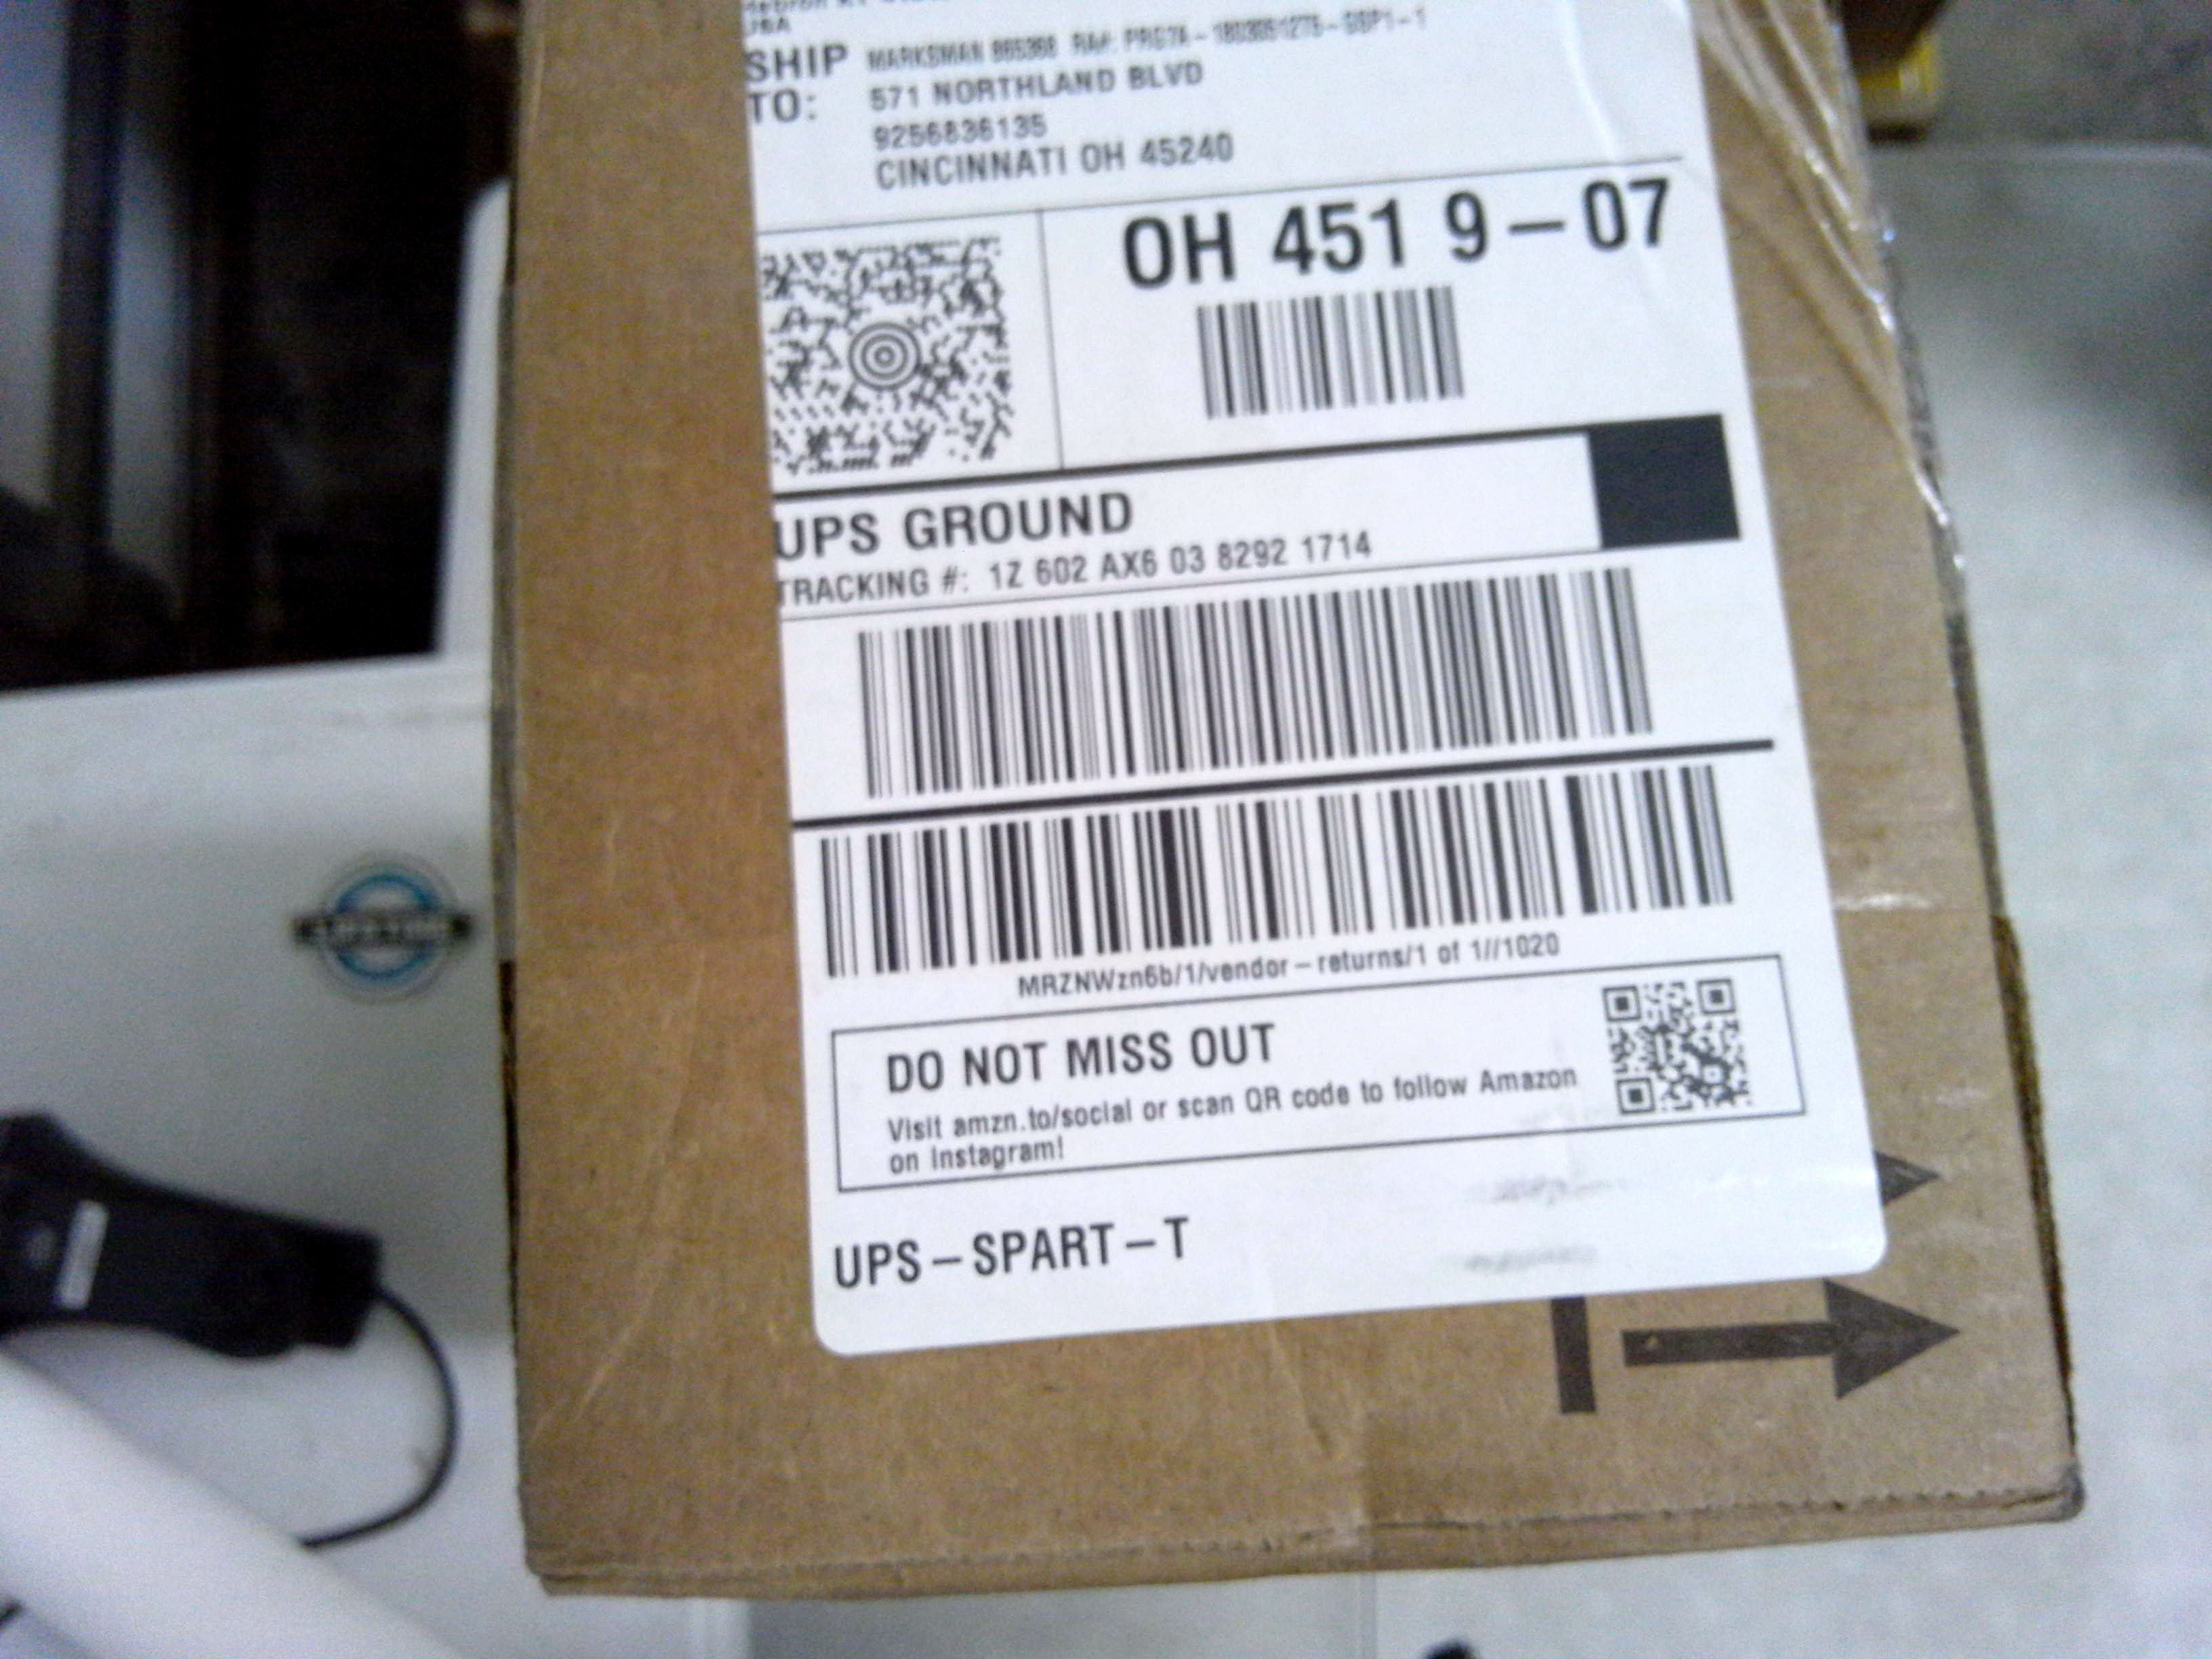 SHIP
TO:
571 NORTHLAND BLVD
9256836135
CINCINNATI OH 45240
OH 451 9-07
UPS GROUND
TRACKING #: 1Z 602 AX6 03 8292 1714
MRZNWzn6b/1/vendor-returns/1 of 1//1020
DO NOT MISS OUT
Visit amzn.to/social or scan QR code to follow Amazon
on Instagram!
UPS-SPART-T